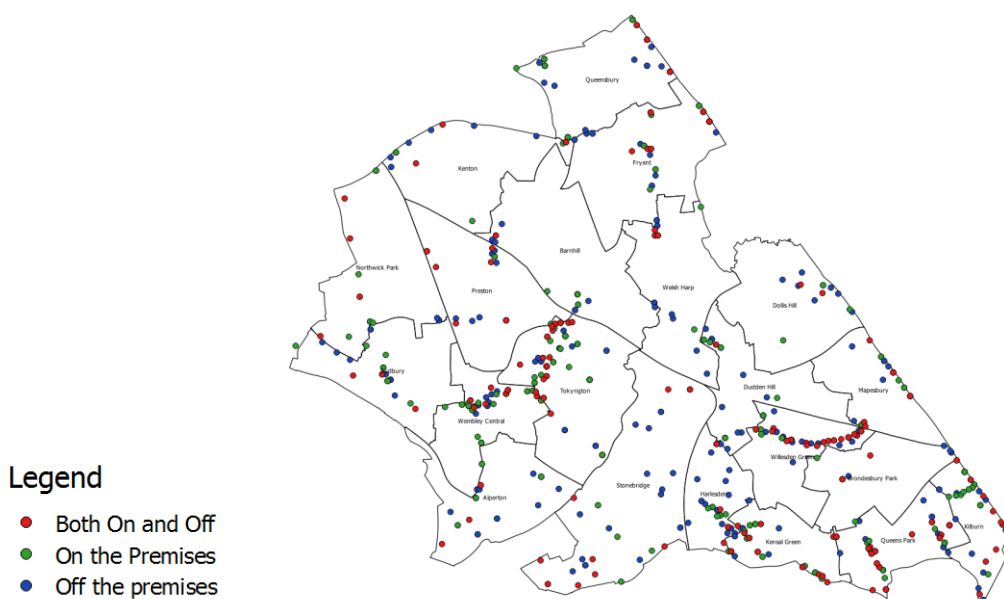 Queensbury
Fryent
Kenton
Barnhill
Northwick Park
Welsh Harp
Preston
Dollis Hill
Dudden Hill
Mapesbury
Tokyngton
Wembley Central
Willesden Green
Stonebridge
Harlesden
Brondesbury Park
Alperton
Kensal Green
Queens Park
Kilburn
Legend
Both On and Off
On the Premises
Off the premises